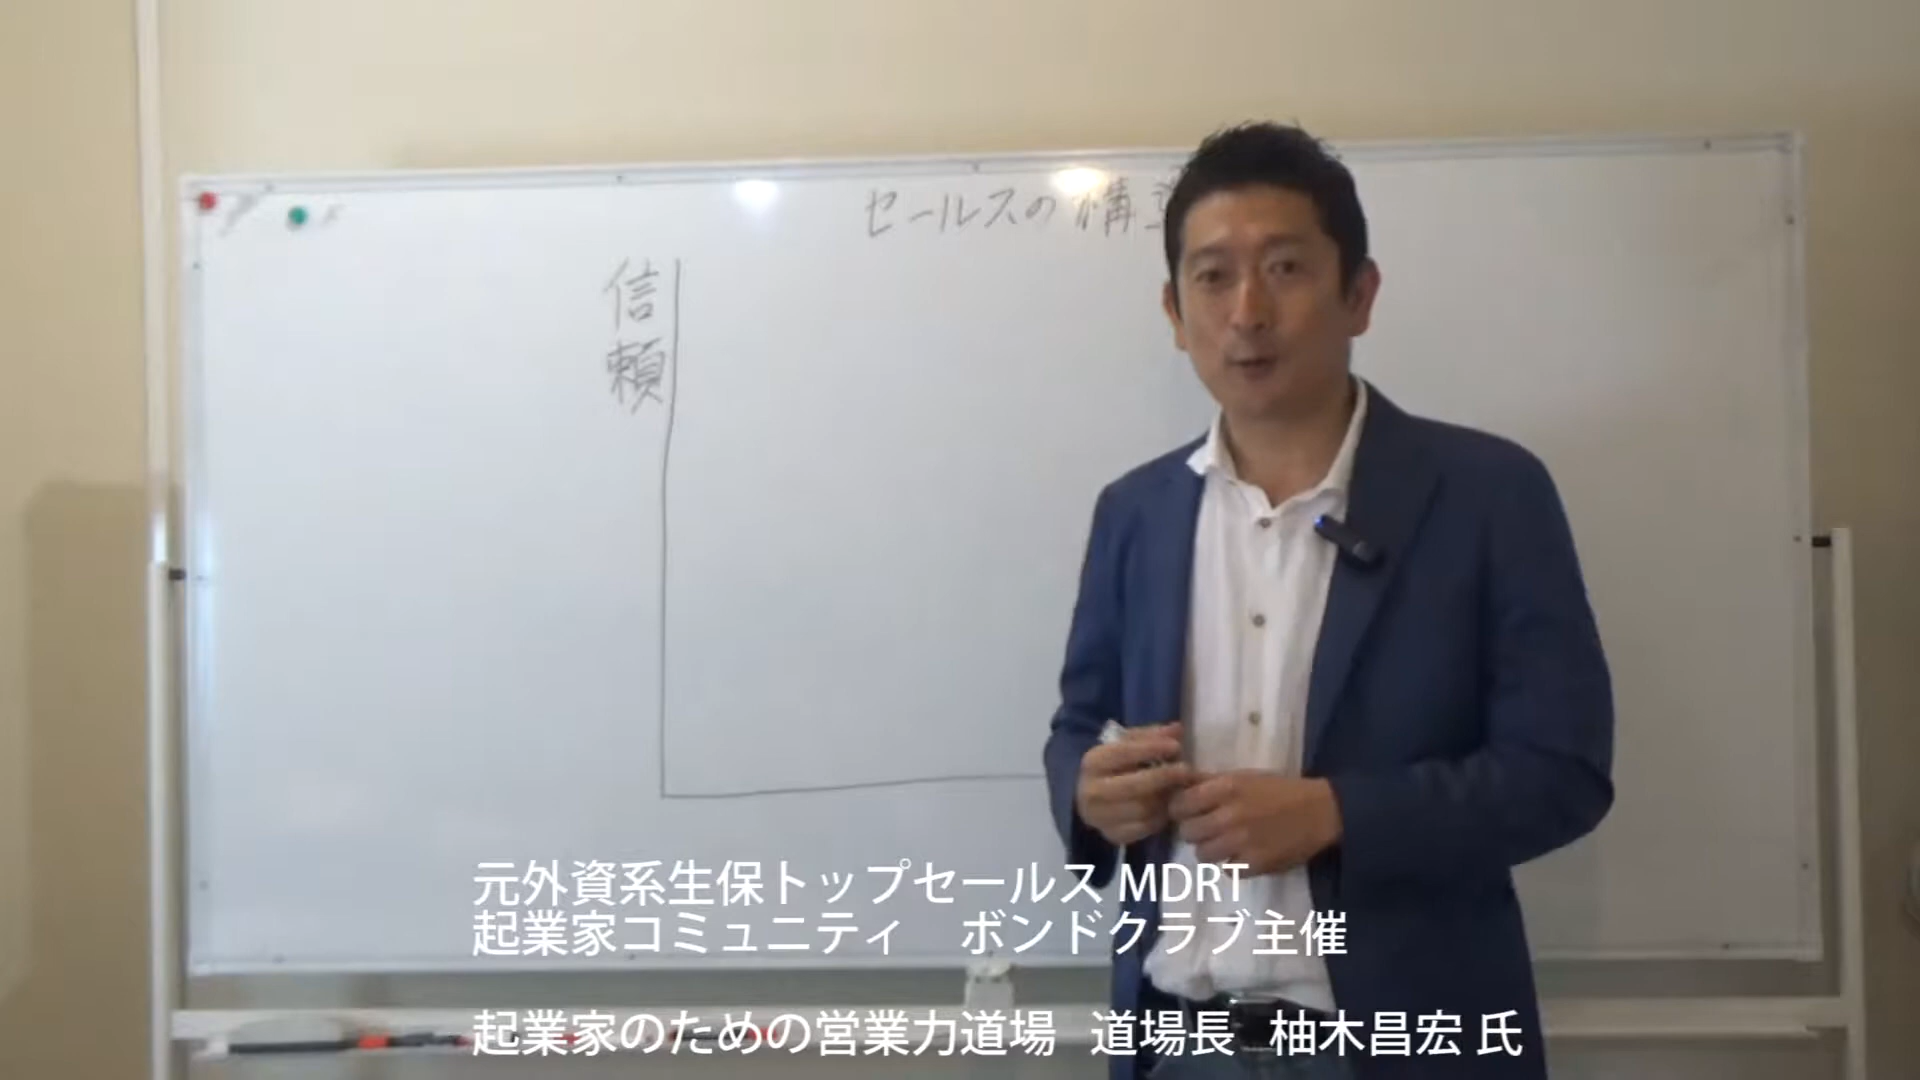 セールスの構
信頼
元外資系生保トップセールス MDRT
起業家コミュニティ　ボンドクラブ主催
起業家のための営業力道場 道場長 柚木昌宏 氏